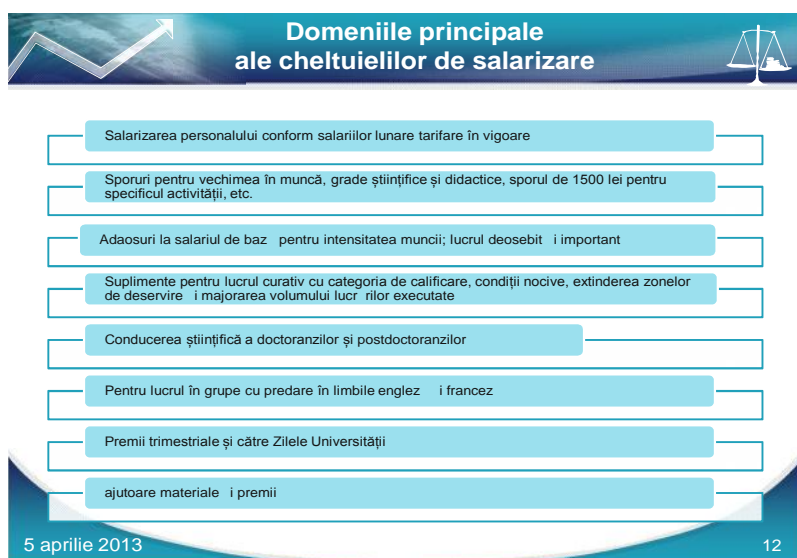 Domeniile principale
ale cheltuielilor de salarizare
Salarizarea personalului conform salariilor lunare tarifare în vigoare
Sporuri pentru vechimea în muncă, grade științifice și didactice, sporul de 1500 lei pentru
specificul activității, etc.
Adaosuri la salariul de baz pentru intensitatea muncii; lucrul deosebit i important
Suplimente pentru lucrul curativ cu categoria de calificare, condiții nocive, extinderea zonelor
de deservire i majorarea volumului lucr rilor executate
Conducerea științifică a doctoranzilor și postdoctoranzilor
Pentru lucrul în grupe cu predare în limbile englez i francez
Premii trimestriale și către Zilele Universității
ajutoare materiale i premii
5 aprilie 2013
12